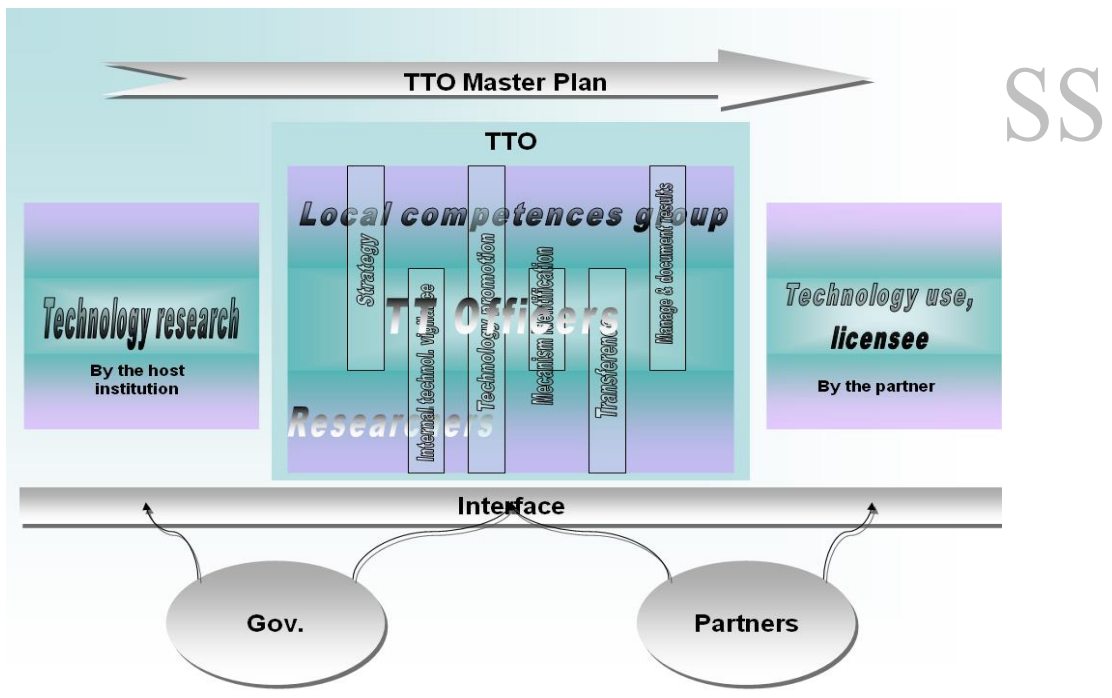 TTO Master Plan
SS
TTO
Local competences group
TT Officers
Researchers
Strategy
Internal technol. vigilance
Technology promotion
Mecanism identification
Transference
Manage & document results
Technology research
By the host
institution
Technology use,
licensee
By the partner
Interface
Gov.
Partners